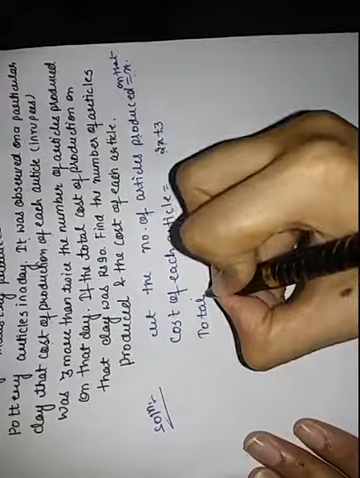 Pottery articles in a day. It was observed on a particular
day that cost of production of each article (in rupees)
was 3 more than twice the number of articles produced
on that day. If the total cost of production on
that day was Rs 90. Find the number of articles
produced & the cost of each article.
Soln:- Let the no. of articles produced on that = x.
Cost of each article = 2x+3
Total